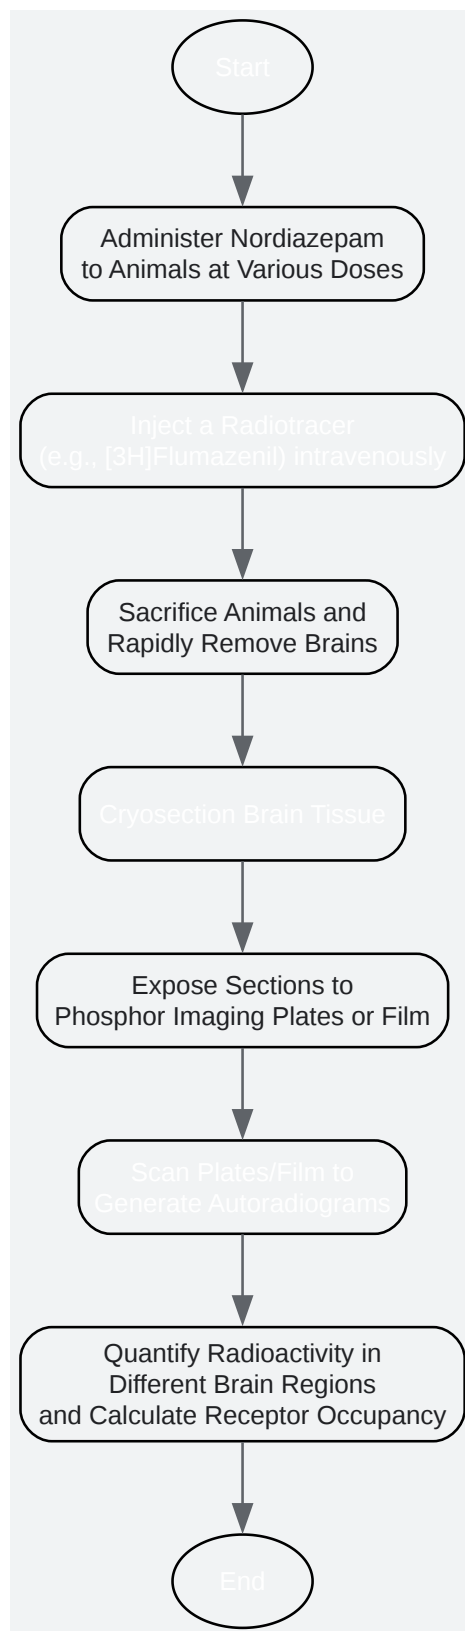 Start
Administer Nordiazepam
to Animals at Various Doses
Inject a Radiotracer
(e.g., [3H]Flumazenil) intravenously
Sacrifice Animals and
Rapidly Remove Brains
Cryosection Brain Tissue
Expose Sections to
Phosphor Imaging Plates or Film
Scan Plates/Film to
Generate Autoradiograms
Quantify Radioactivity in
Different Brain Regions
and Calculate Receptor Occupancy
End